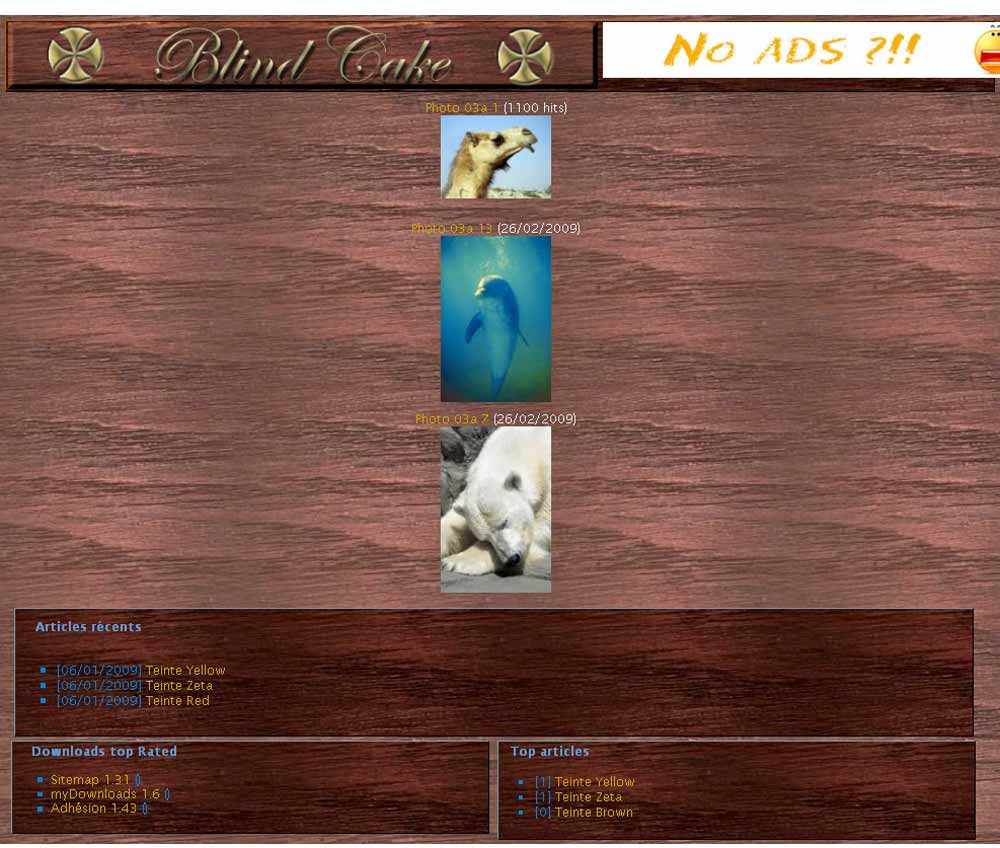 Blind Cake
No ADS ?!!
Photo 03a 1 (1100 hits)
Photo 03a 13 (26/02/2009)
Photo 03a 7 (26/02/2009)
Articles récents
[06/01/2009] Teinte Yellow
[06/01/2009] Teinte Zeta
[06/01/2009] Teinte Red
Downloads top Rated
Sitemap 1.31 ()
myDownloads 1.6 ()
Adhésion 1.43 ()
Top articles
[1] Teinte Yellow
[1] Teinte Zeta
[0] Teinte Brown